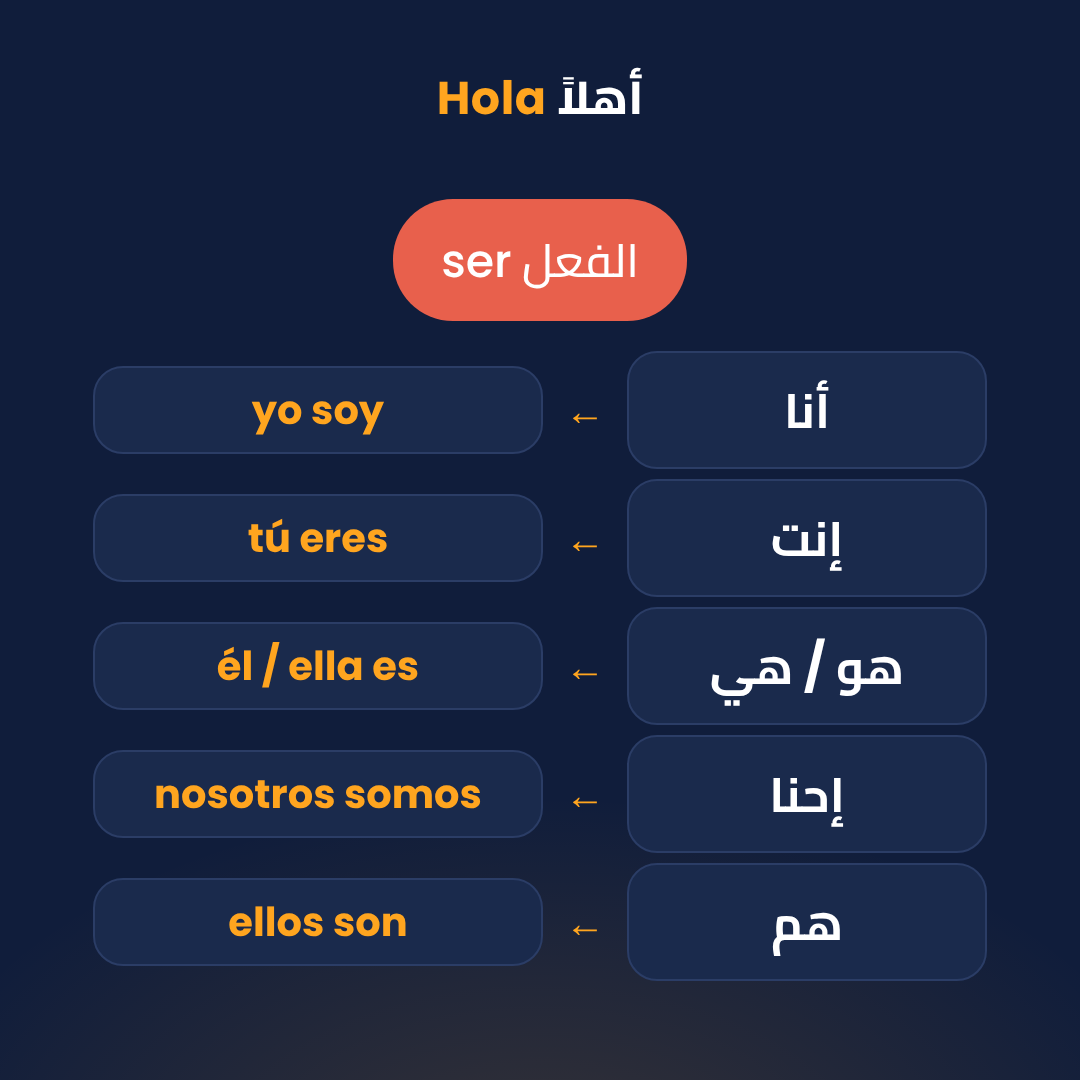 أهلاً Hola
الفعل ser
أنا ← yo soy
إنت ← tú eres
هو / هي ← él / ella es
إحنا ← nosotros somos
هم ← ellos son